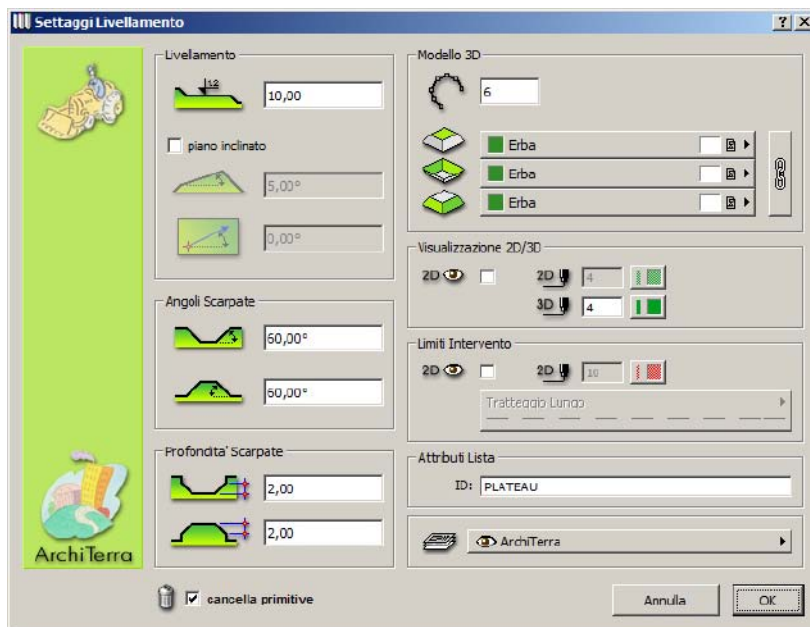 Settaggi Livellamento
Livellamento
1,2
10,00
piano inclinato
5,00°
0,00°
Angoli Scarpate
60,00°
60,00°
Profondita' Scarpate
2,00
2,00
cancella primitive
Modello 3D
6
Erba
Erba
Erba
Visualizzazione 2D/3D
2D
2D
4
3D
4
Limiti Intervento
2D
2D
10
Tratteggio Lungo
Attributi Lista
ID:
PLATEAU
ArchiTerra
ArchiTerra
Annulla
OK